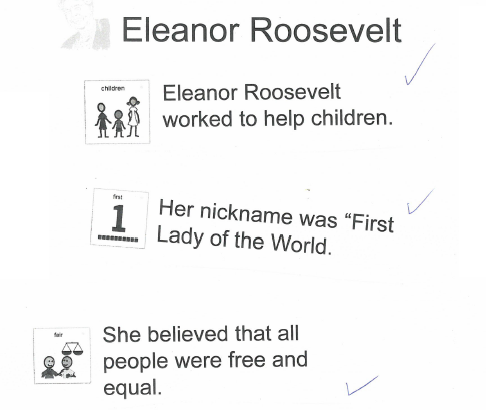 Eleanor Roosevelt
children
Eleanor Roosevelt
worked to help children.
first
1
Her nickname was “First
Lady of the World.
fair
She believed that all
people were free and
equal.